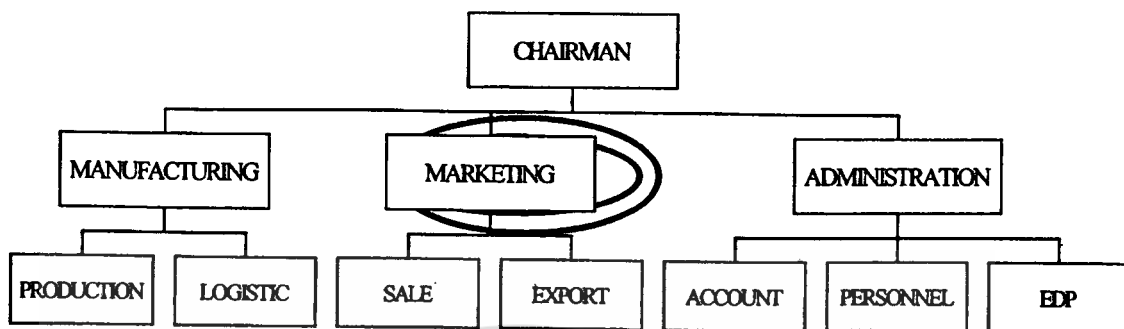 CHAIRMAN
MANUFACTURING
MARKETING
ADMINISTRATION
PRODUCTION
LOGISTIC
SALE
EXPORT
ACCOUNT
PERSONNEL
EDP